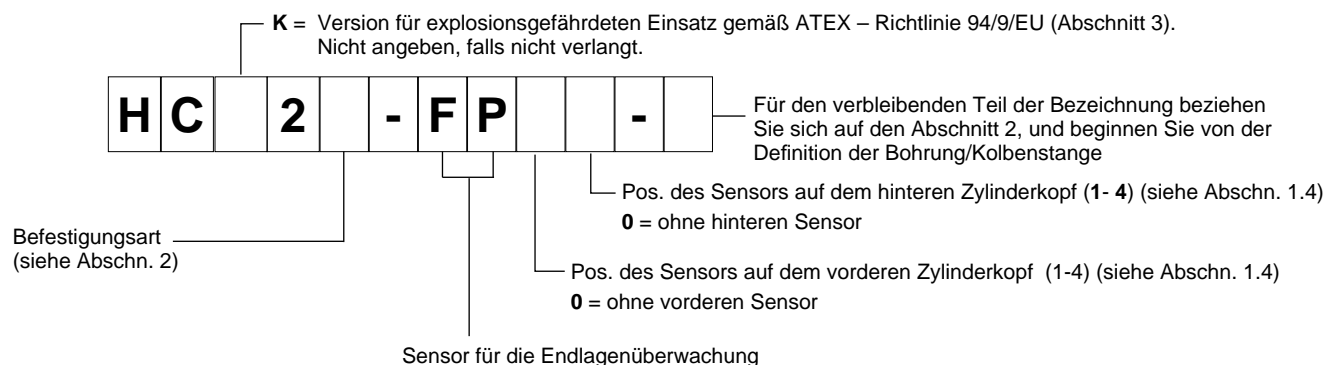 K = Version für explosionsgefährdeten Einsatz gemäß ATEX – Richtlinie 94/9/EU (Abschnitt 3).
Nicht angeben, falls nicht verlangt.
H C 2 - F P -
Für den verbleibenden Teil der Bezeichnung beziehen
Sie sich auf den Abschnitt 2, und beginnen Sie von der
Definition der Bohrung/Kolbenstange
Pos. des Sensors auf dem hinteren Zylinderkopf (1- 4) (siehe Abschn. 1.4)
0 = ohne hinteren Sensor
Befestigungsart
(siehe Abschn. 2)
Pos. des Sensors auf dem vorderen Zylinderkopf (1-4) (siehe Abschn. 1.4)
0 = ohne vorderen Sensor
Sensor für die Endlagenüberwachung